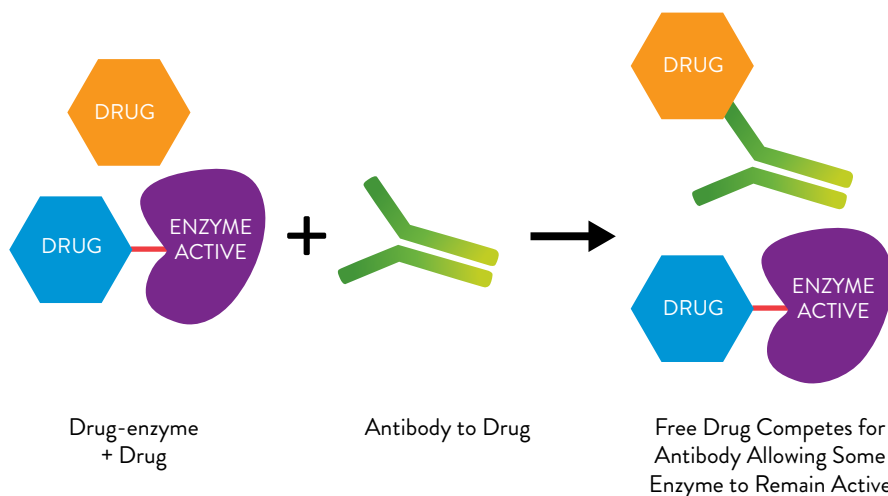 DRUG
DRUG
ENZYME
ACTIVE
DRUG
DRUG
ENZYME
ACTIVE
Drug-enzyme
+ Drug
Antibody to Drug
Free Drug Competes for
Antibody Allowing Some
Enzyme to Remain Active